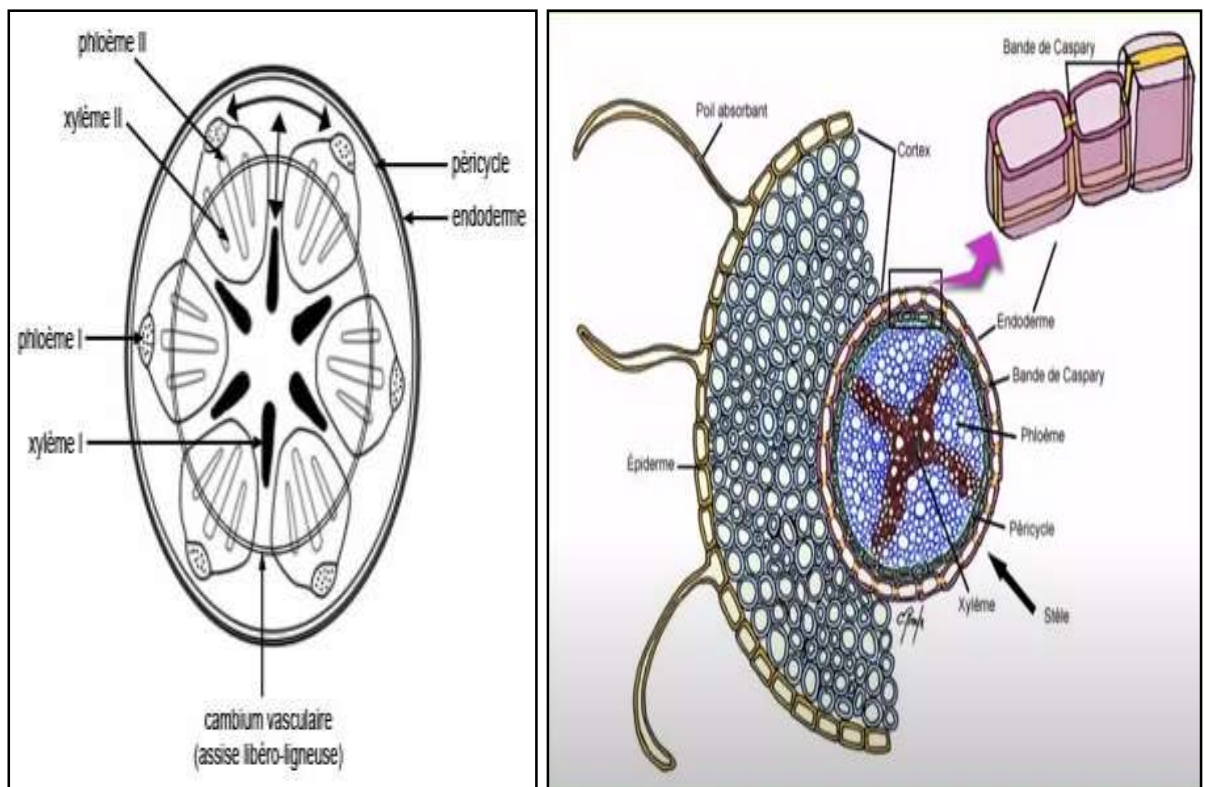 phloème III
xylème II
péricycle
endoderme
phloème I
xylème I
cambium vasculaire
(assise libéro-ligneuse)
Bande de Caspary
Poil absorbant
Cortex
Endoderme
Bande de Caspary
Phloème
Épiderme
Péricycle
Xylème
Stèle